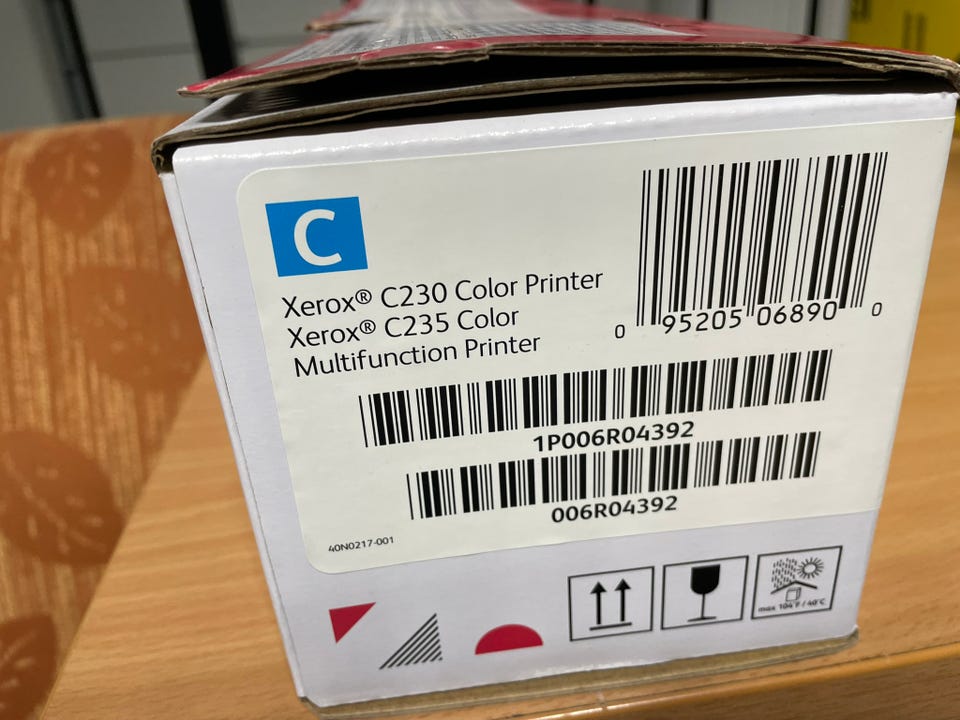 C
Xerox® C230 Color Printer
Xerox® C235 Color
Multifunction Printer
0 95205 06890 0
1P006R04392
006R04392
40N0217-001
max 104°F / 40°C